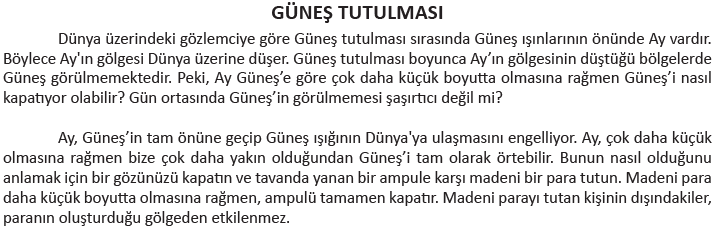 GÜNEŞ TUTULMASI
Dünya üzerindeki gözlemciye göre Güneş tutulması sırasında Güneş ışınlarının önünde Ay vardır.
Böylece Ay'ın gölgesi Dünya üzerine düşer. Güneş tutulması boyunca Ay’ın gölgesinin düştüğü bölgelerde
Güneş görülmemektedir. Peki, Ay Güneş’e göre çok daha küçük boyutta olmasına rağmen Güneş’i nasıl
kapatıyor olabilir? Gün ortasında Güneş’in görülmemesi şaşırtıcı değil mi?
Ay, Güneş’in tam önüne geçip Güneş ışığının Dünya'ya ulaşmasını engelliyor. Ay, çok daha küçük
olmasına rağmen bize çok daha yakın olduğundan Güneş’i tam olarak örtebilir. Bunun nasıl olduğunu
anlamak için bir gözünüzü kapatın ve tavanda yanan bir ampule karşı madeni bir para tutun. Madeni para
daha küçük boyutta olmasına rağmen, ampulü tamamen kapatır. Madeni parayı tutan kişinin dışındakiler,
paranın oluşturduğu gölgeden etkilenmez.